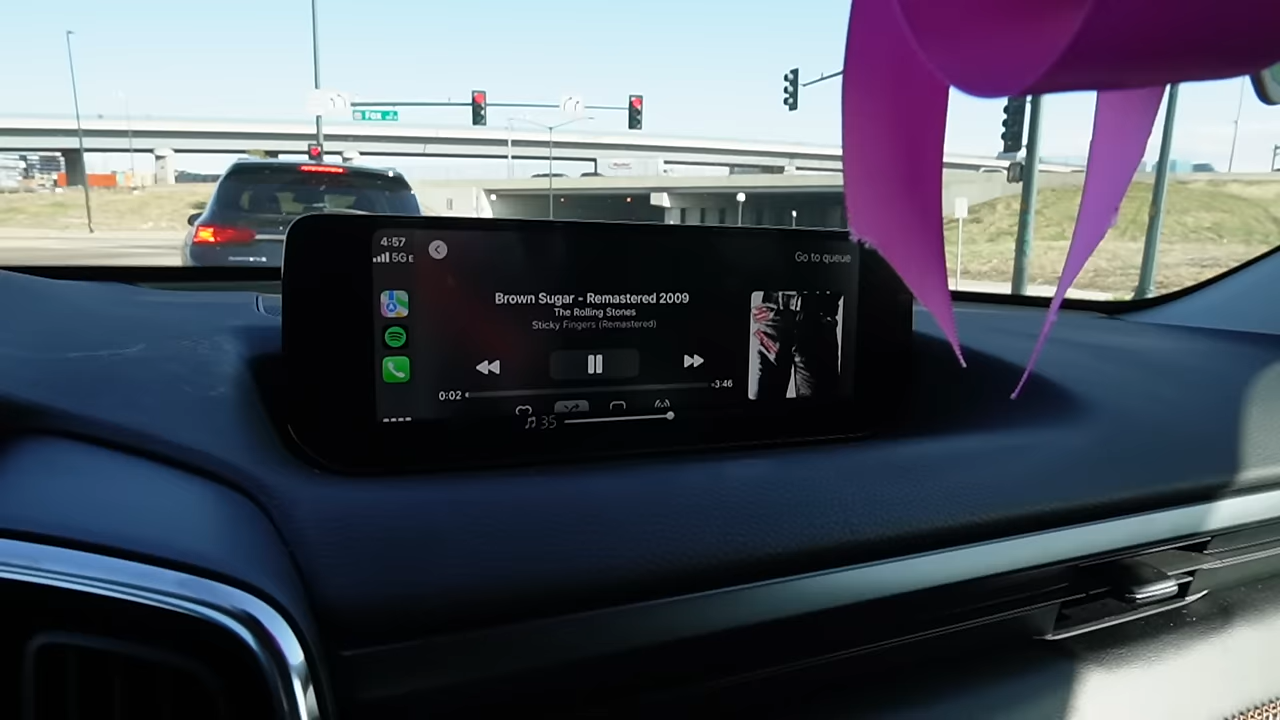 Fox
4:57
5G E
Go to queue
Brown Sugar - Remastered 2009
The Rolling Stones
Sticky Fingers (Remastered)
0:02
-3:46
35